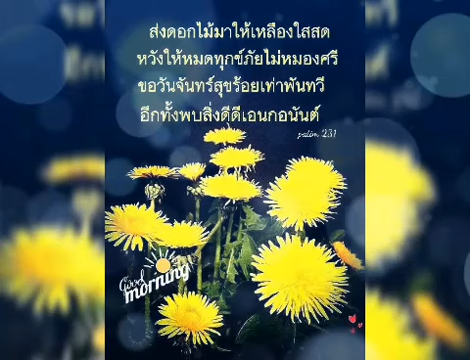 ส่งดอกไม้มาให้เหลืองใสสด
หวังให้หมดทุกข์ภัยไม่หมองศรี
ขอวันจันทร์สุขร้อยเท่าพันทวี
อีกทั้งพบสิ่งดีดีเอนกอนันต์
Good
morning